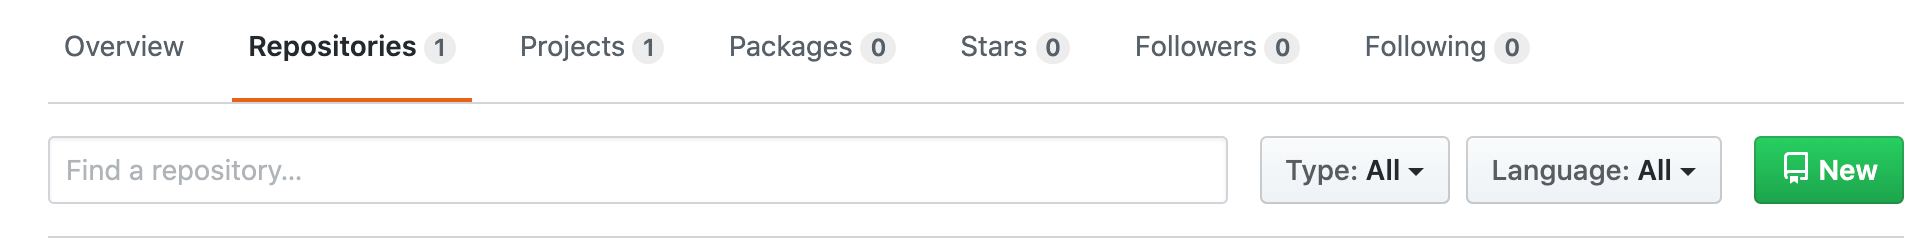 Overview Repositories 1 Projects 1 Packages 0 Stars 0 Followers 0 Following 0
Find a repository... Type: All Language: All New